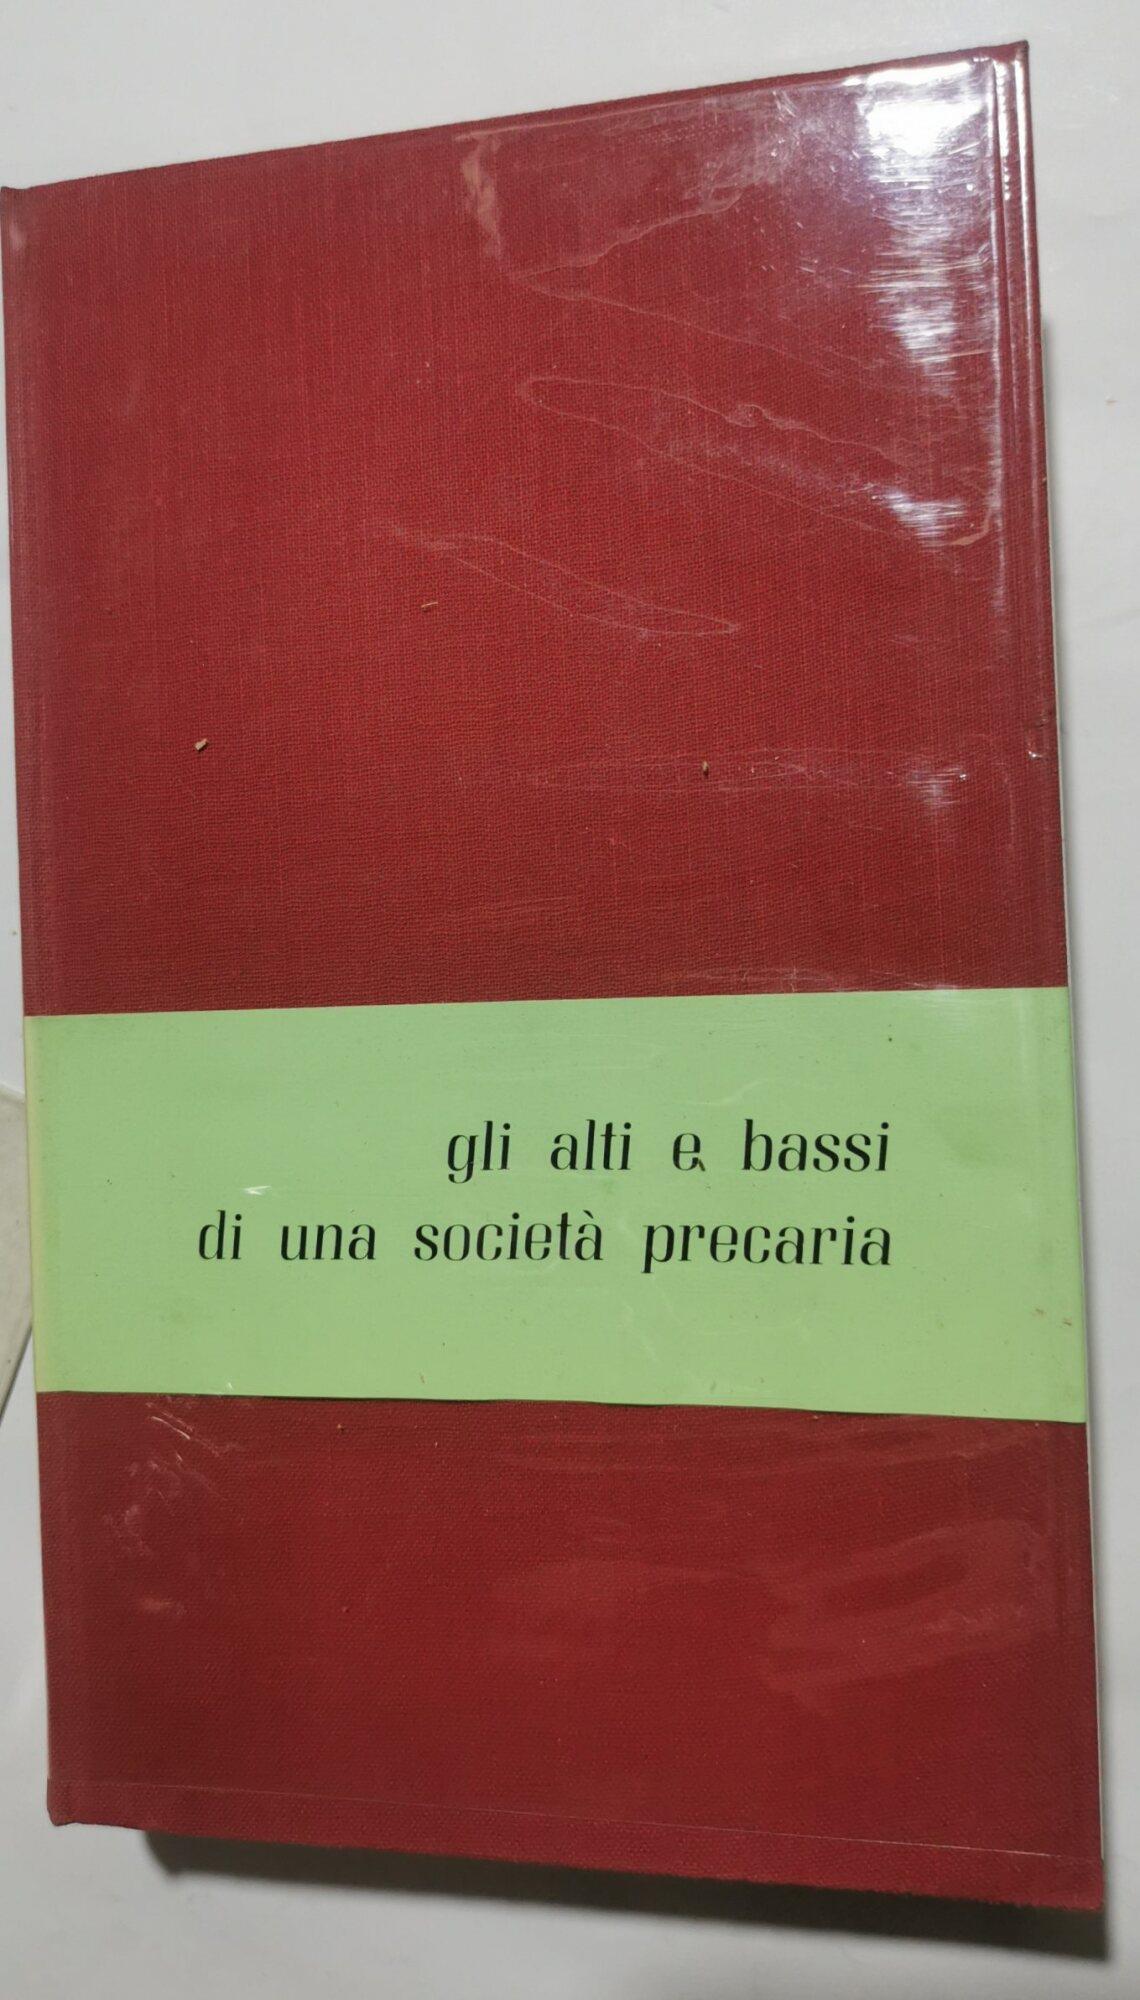 gli alti e bassi
di una società precaria